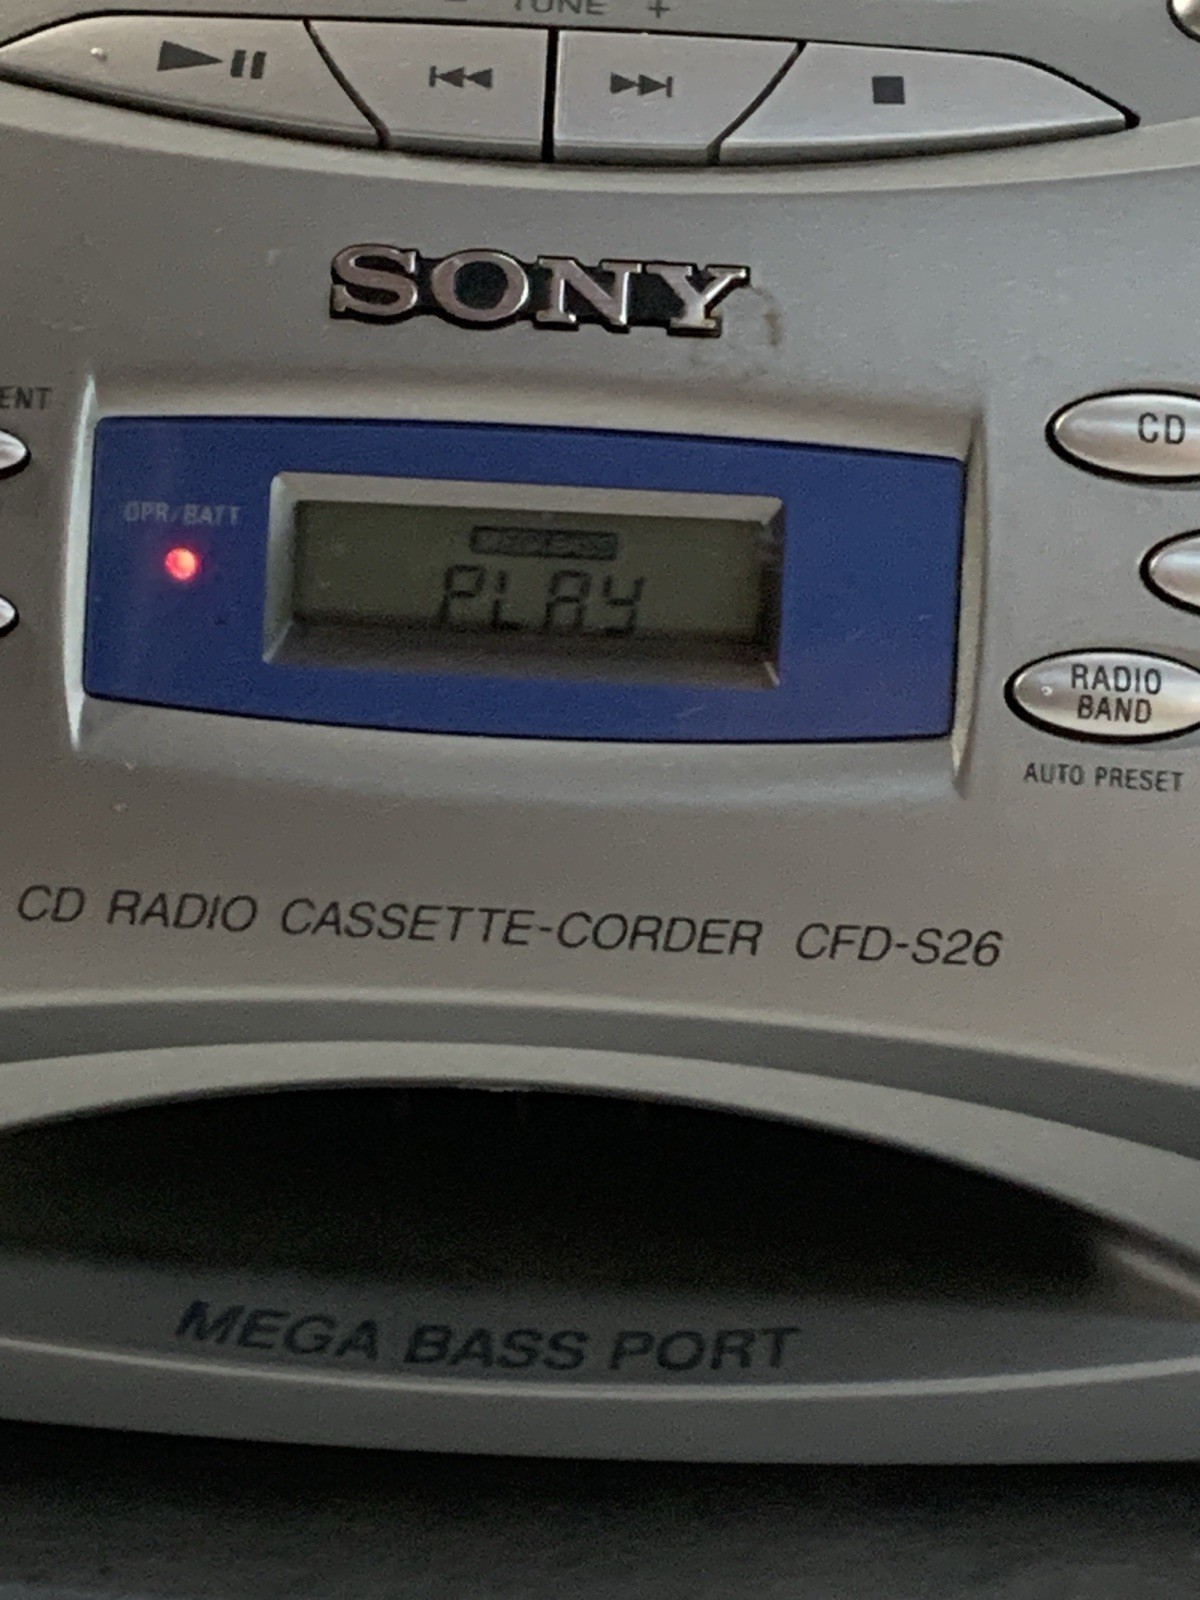 - TUNE +
SONY
ENT
CD
OPR/BATT
PLAY
RADIO
BAND
AUTO PRESET
CD RADIO CASSETTE-CORDER CFD-S26
MEGA BASS PORT